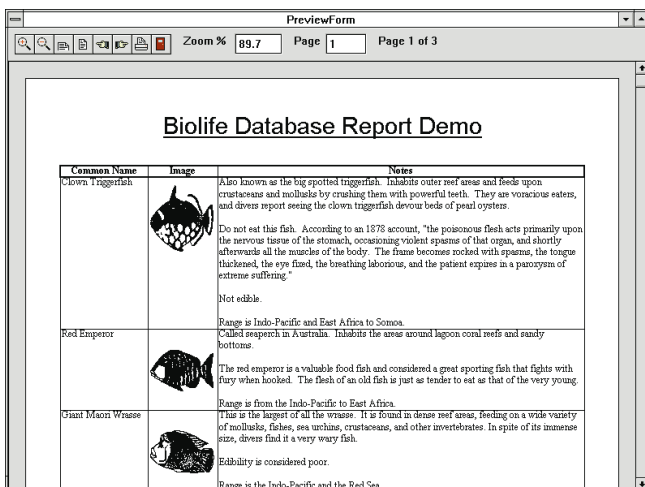 PreviewForm
Zoom % 89.7 Page 1 Page 1 of 3
Biolife Database Report Demo
Common Name Image Notes
Clown Triggerfish
Also known as the big spotted triggerfish. Inhabits outer reef areas and feeds upon
crustaceans and mollusks by crushing them with powerful teeth. They are voracious eaters,
and divers report seeing the clown triggerfish devour beds of pearl oysters.
Do not eat this fish. According to an 1878 account, "the poisonous flesh acts primarily upon
the nervous tissue of the stomach, occasioning violent spasms of that organ, and shortly
afterwards all the muscles of the body. The frame becomes rocked with spasms, the tongue
thickened, the eye fixed, the breathing laborious, and the patient expires in a paroxysm of
extreme suffering."
Not edible.
Range is Indo-Pacific and East Africa to Somoa.
Red Emperor
Called seaperch in Australia. Inhabits the areas around lagoon coral reefs and sandy
bottoms.
The red emperor is a valuable food fish and considered a great sporting fish that fights with
fury when hooked. The flesh of an old fish is just as tender to eat as that of the very young.
Range is from the Indo-Pacific to East Africa.
Giant Maori Wrasse
This is the largest of all the wrasse. It is found in dense reef areas, feeding on a wide variety
of mollusks, fishes, sea urchins, crustaceans, and other invertebrates. In spite of its immense
size, divers find it a very wary fish.
Edibility is considered poor.
Range is the Indo-Pacific and the Red Sea.